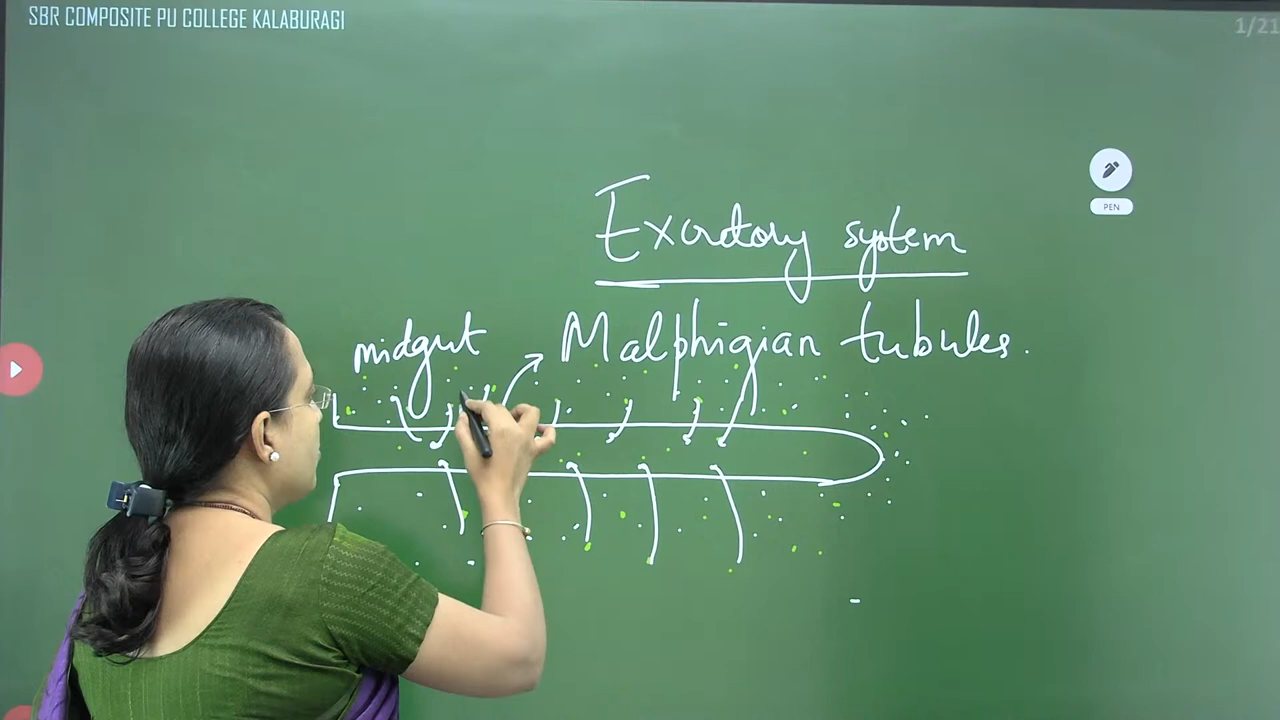 SBR COMPOSITE PU COLLEGE KALABURAGI
1/21
PEN
Excretory system
midgut
Malphigian tubules.